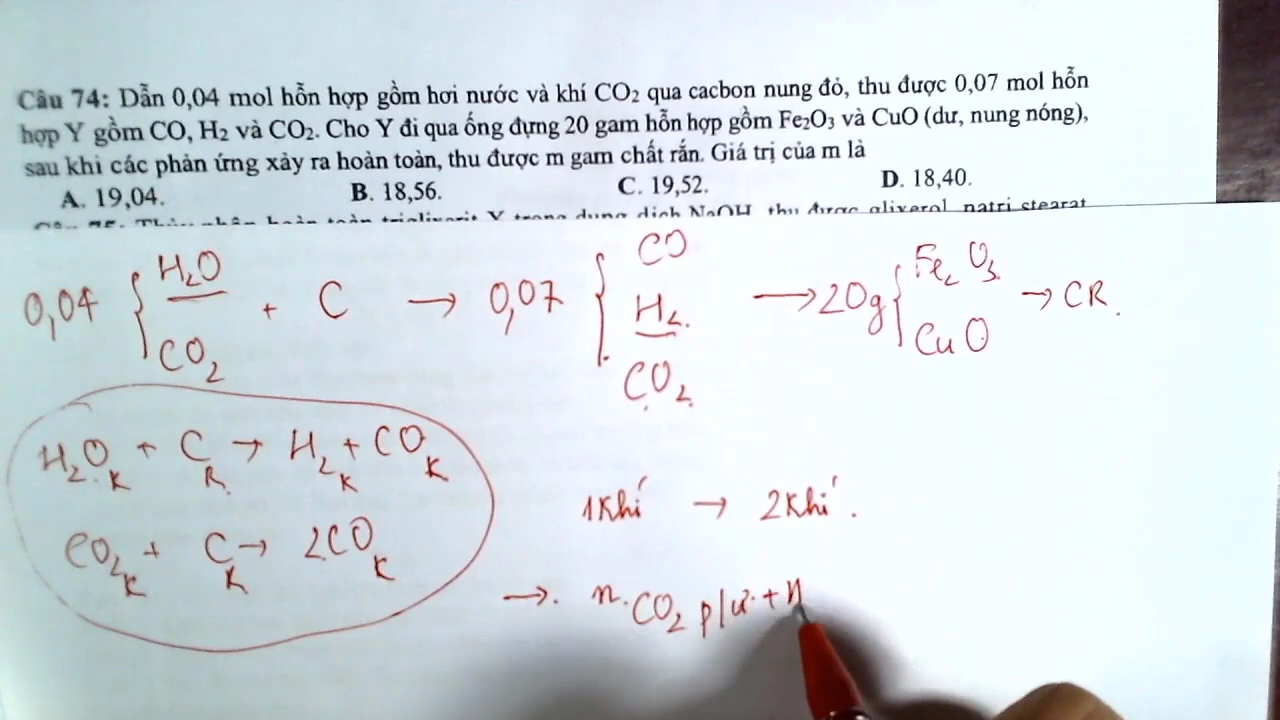 Câu 74: Dẫn 0,04 mol hỗn hợp gồm hơi nước và khí CO₂ qua cacbon nung đỏ, thu được 0,07 mol hỗn
hợp Y gồm CO, H₂ và CO₂. Cho Y đi qua ống đựng 20 gam hỗn hợp gồm Fe₂O₃ và CuO (dư, nung nóng),
sau khi các phản ứng xảy ra hoàn toàn, thu được m gam chất rắn. Giá trị của m là
A. 19,04. B. 18,56. C. 19,52. D. 18,40.
0,04 { H₂O CO₂ + C → 0,07 { CO H₂. CO₂ → 20g { Fe₂O₃ CuO → CR.
H₂O K + C R → H₂ K + CO K
CO₂ K + C K → 2CO K
1 Khí → 2 Khí.
→. n.CO₂ p/ư + n